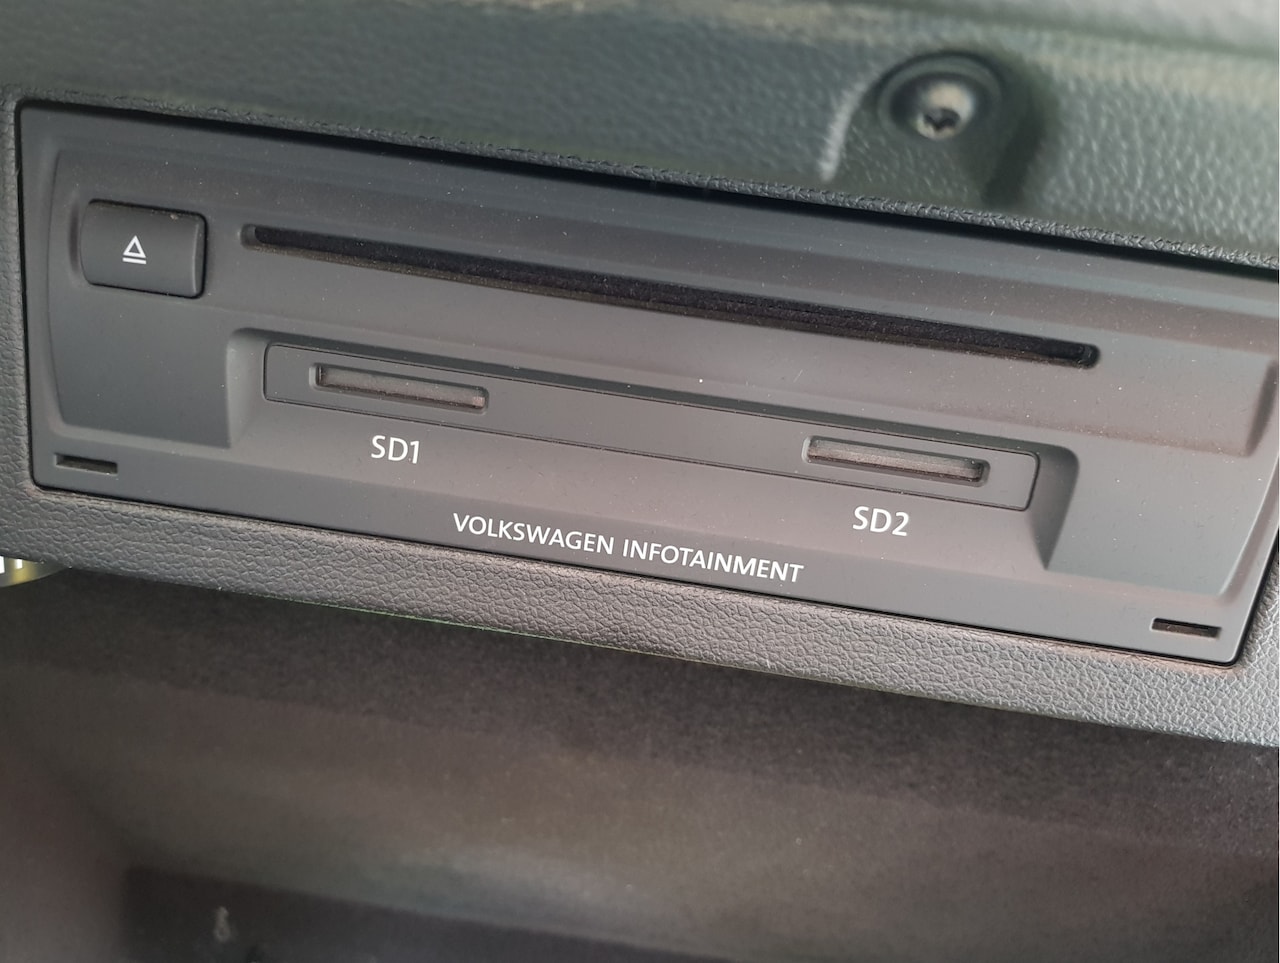 SD1
SD2
VOLKSWAGEN INFOTAINMENT